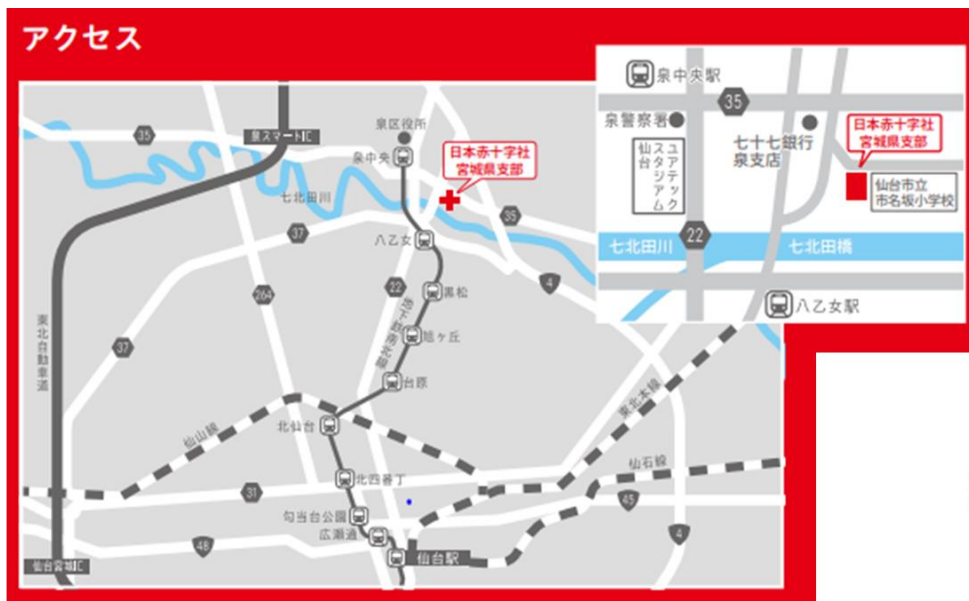 アクセス
泉中央駅
35
泉警察署
七十七銀行
泉支店
日本赤十字社
宮城県支部
ユアテック
スタジアム
仙台
仙台市立
市名坂小学校
22
七北田川
七北田橋
八乙女駅
35
泉スマートIC
泉区役所
泉中央
日本赤十字社
宮城県支部
七北田川
35
37
八乙女
4
264
22
黒松
地下鉄南北線
旭ヶ丘
東北自動車道
37
台原
東北本線
北仙台
仙山線
仙石線
北四番丁
31
45
勾当台公園
広瀬通
48
4
仙台駅
仙台宮城IC